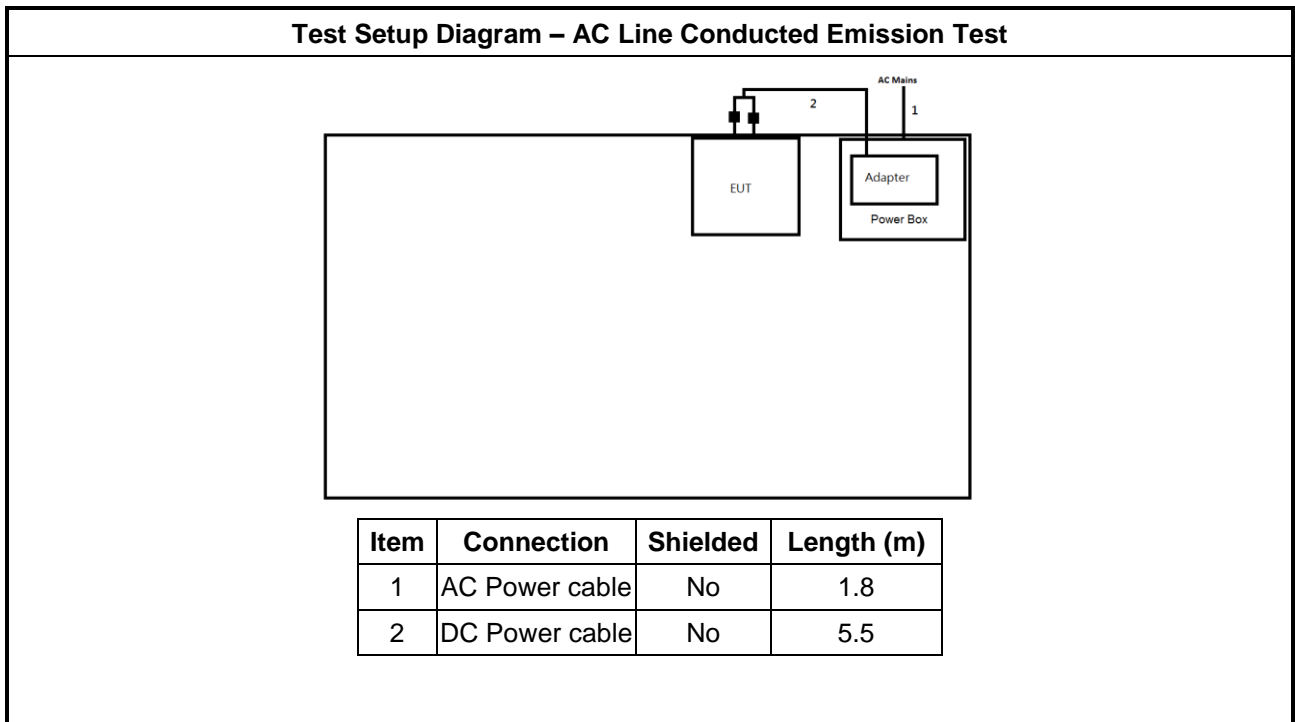 Test Setup Diagram – AC Line Conducted Emission Test
AC Mains
2
1
EUT
Adapter
Power Box
Item Connection Shielded Length (m)
1 AC Power cable No 1.8
2 DC Power cable No 5.5